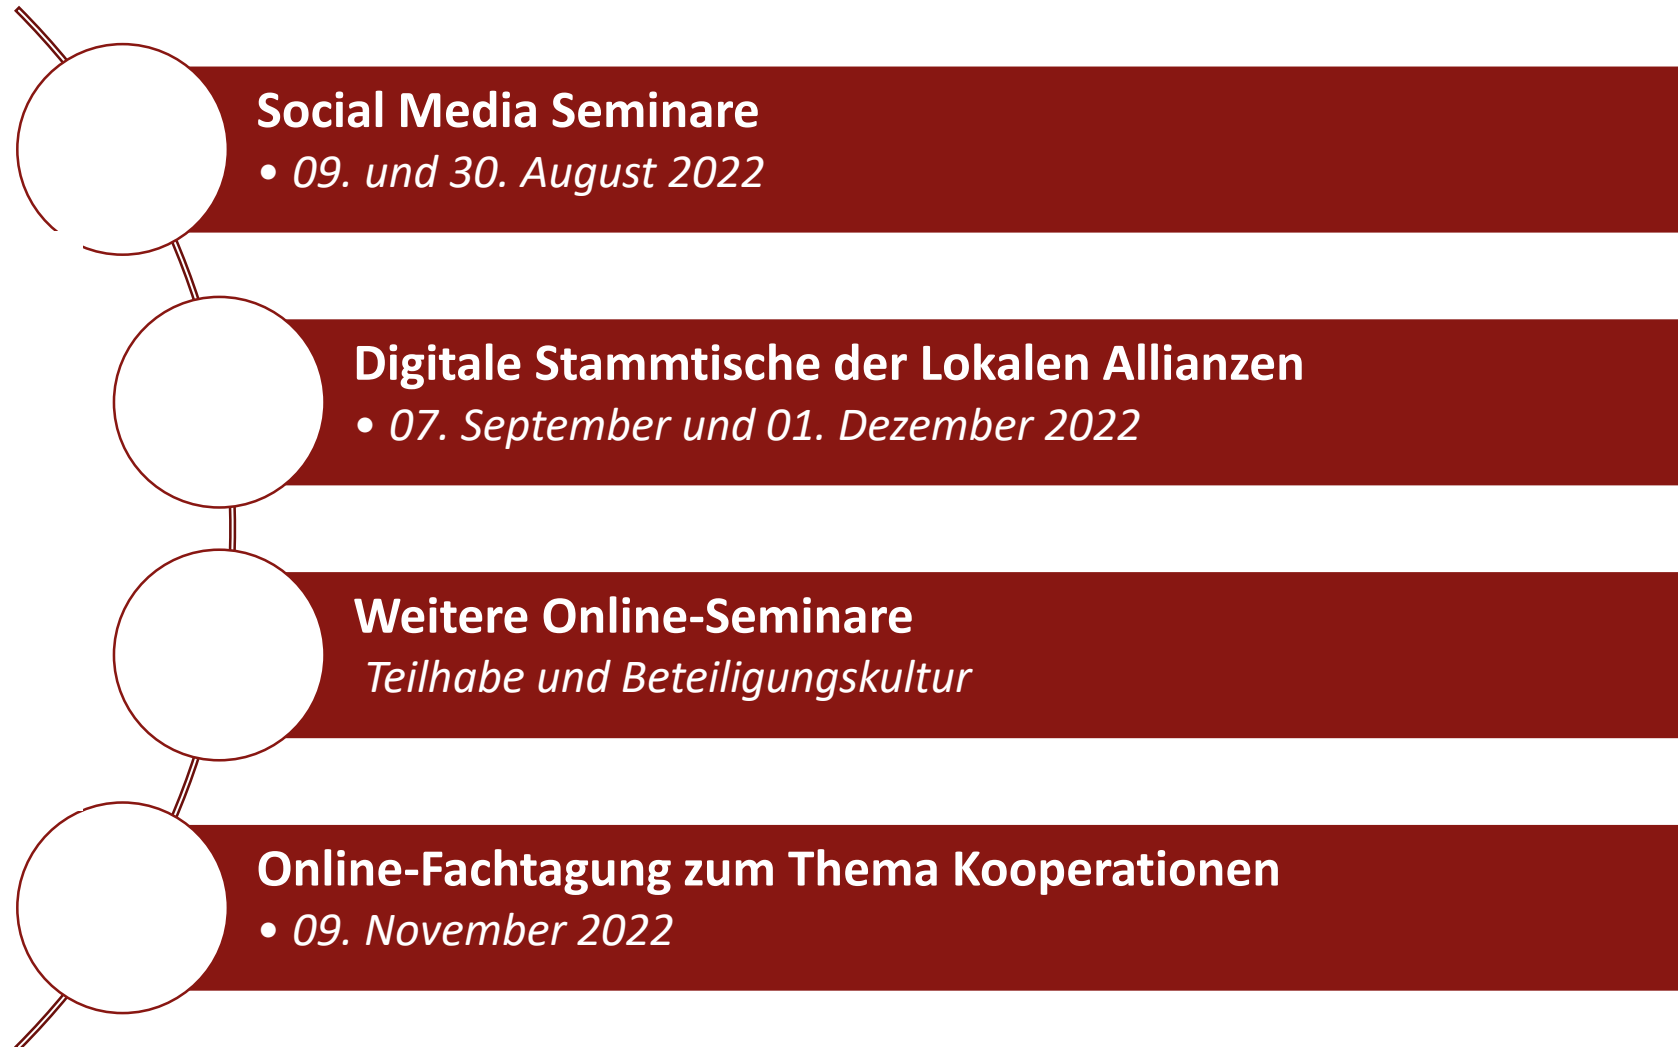 Social Media Seminare
• 09. und 30. August 2022
Digitale Stammtische der Lokalen Allianzen
• 07. September und 01. Dezember 2022
Weitere Online-Seminare
Teilhabe und Beteiligungskultur
Online-Fachtagung zum Thema Kooperationen
• 09. November 2022